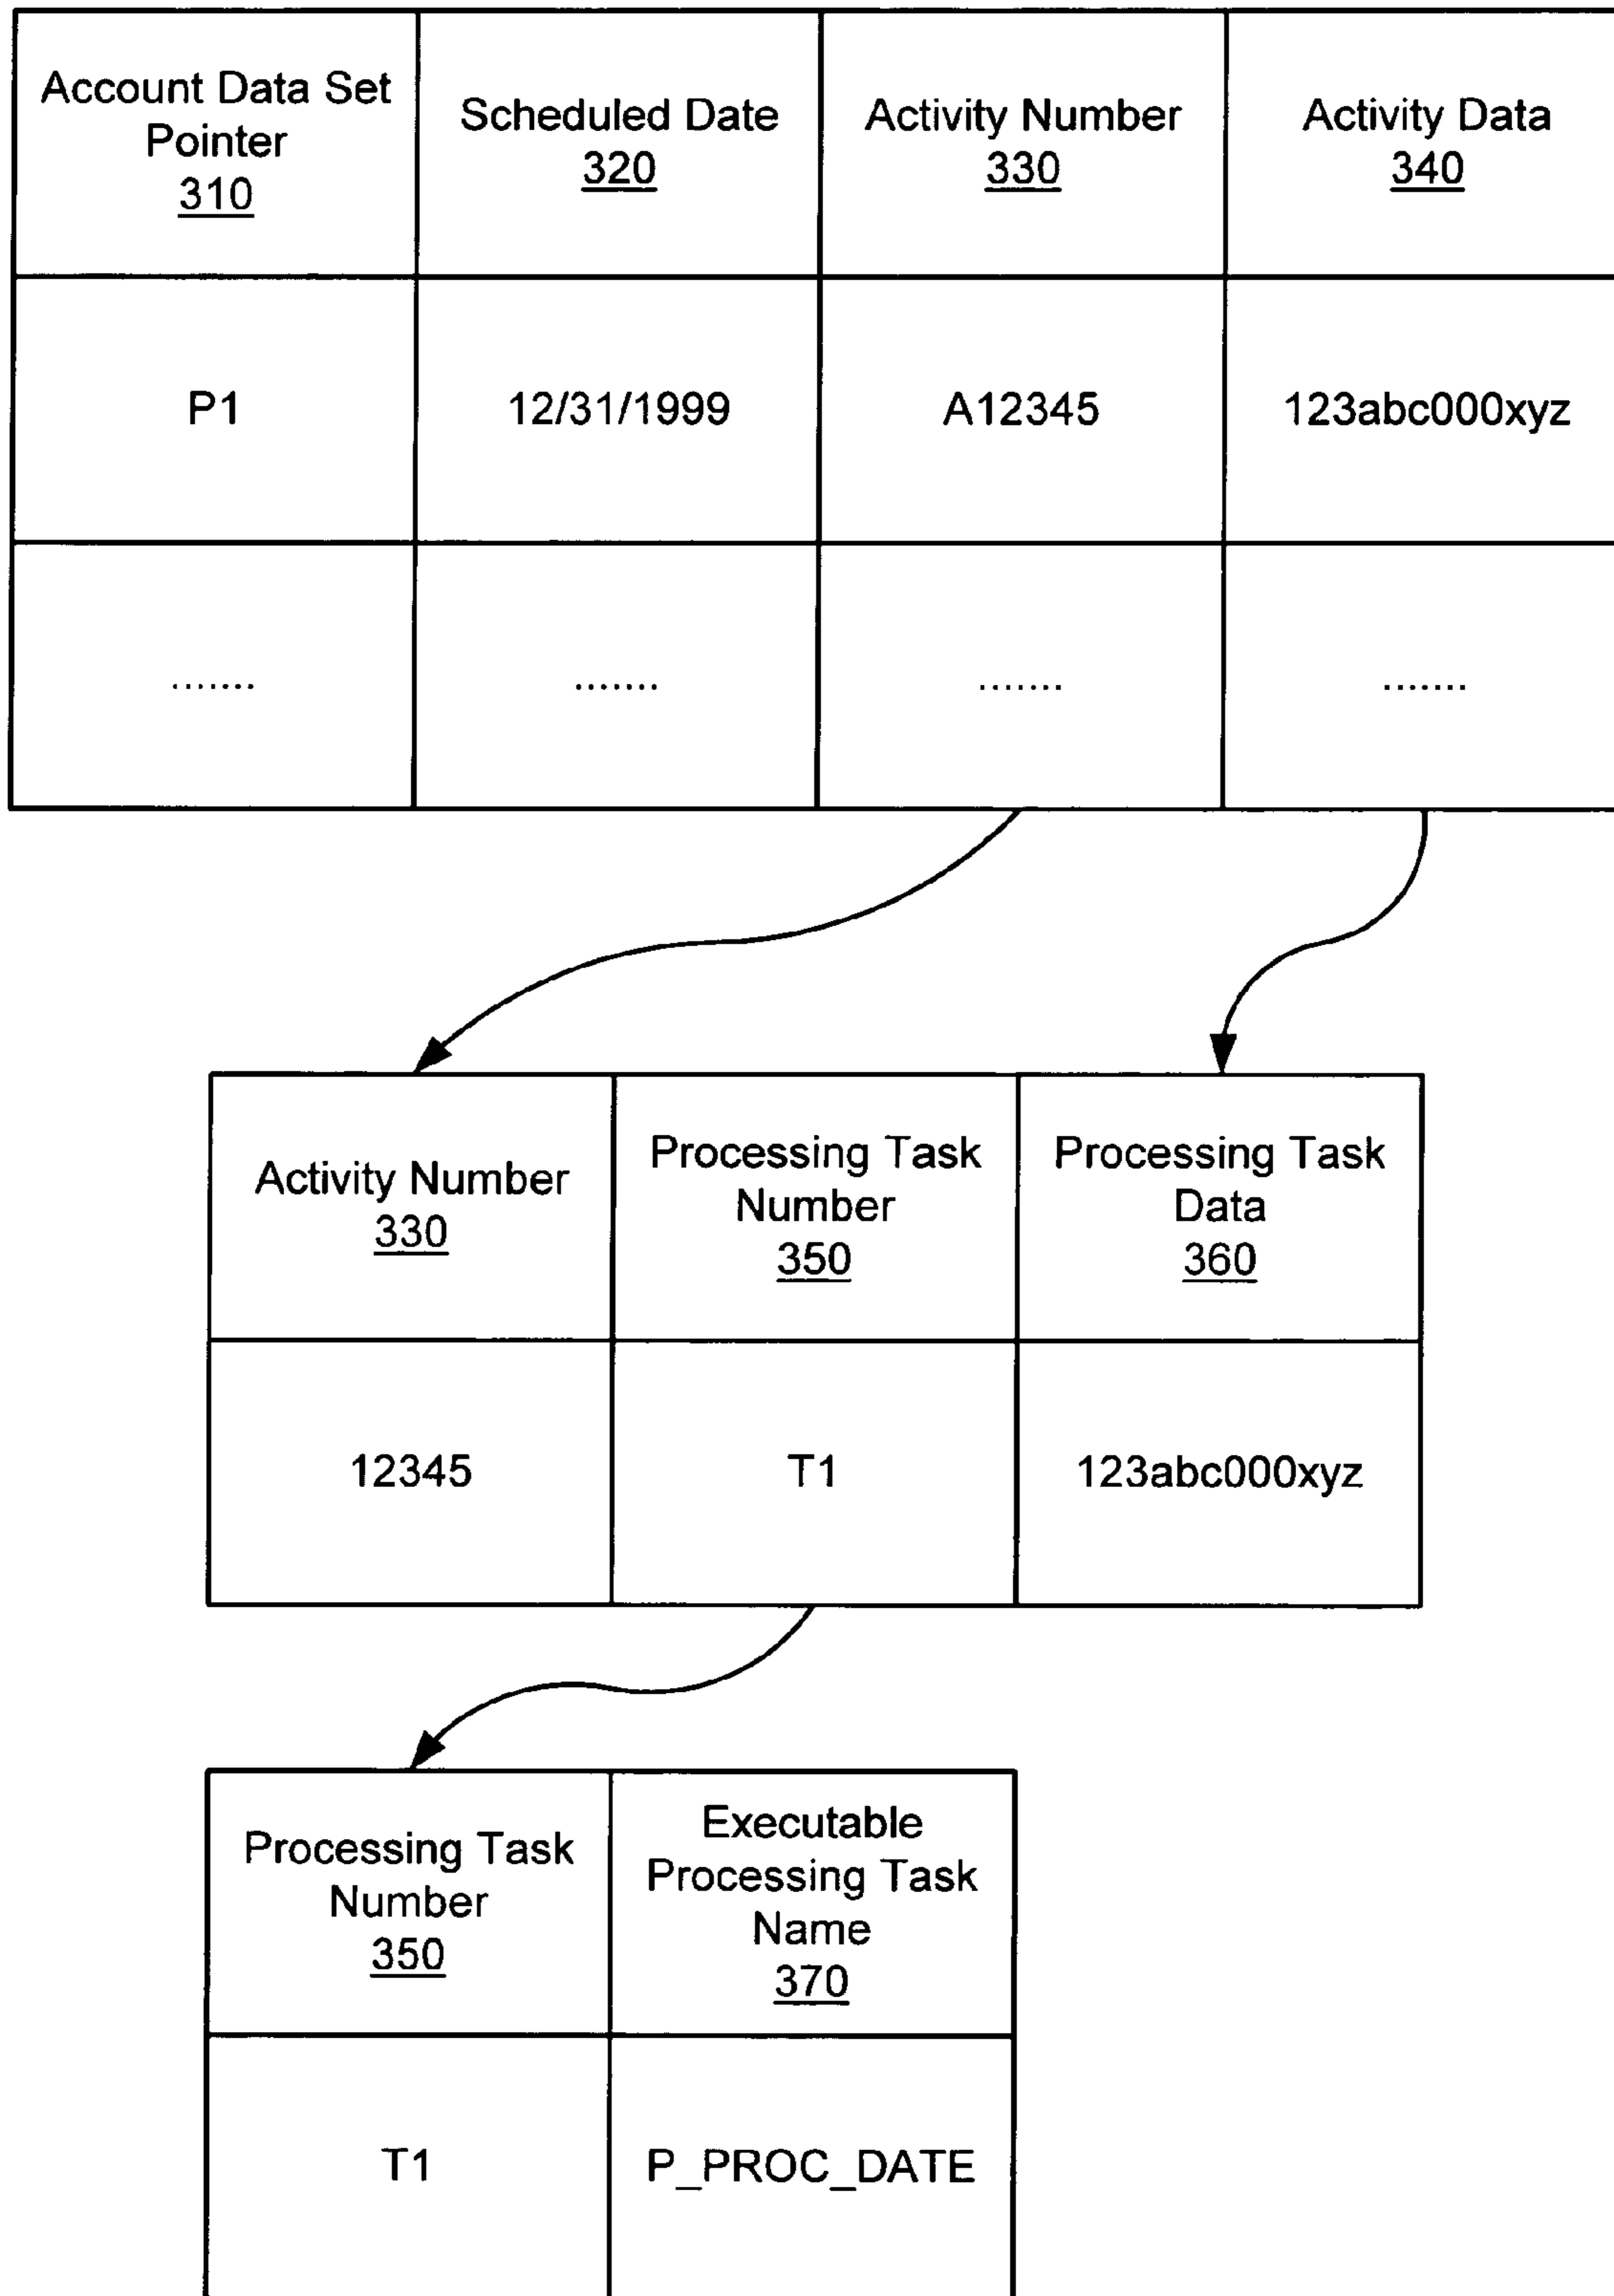 Account Data Set
Pointer
310
Scheduled Date
320
Activity Number
330
Activity Data
340
P1
12/31/1999
A12345
123abc000xyz
.......
.......
.......
.......
Activity Number
330
Processing Task
Number
350
Processing Task
Data
360
12345
T1
123abc000xyz
Processing Task
Number
350
Executable
Processing Task
Name
370
T1
P_PROC_DATE